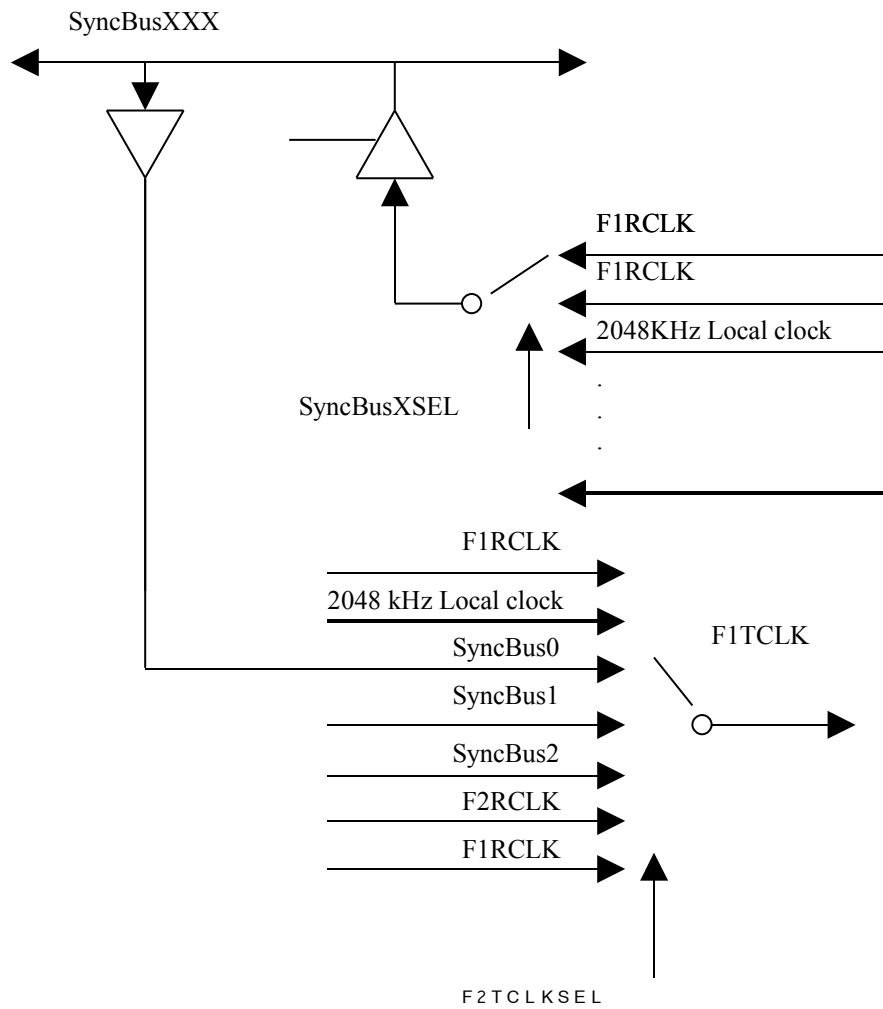 SyncBusXXX
F1RCLK
F1RCLK
2048KHz Local clock
SyncBusXSEL
.
.
.
F1RCLK
2048 kHz Local clock
F1TCLK
SyncBus0
SyncBus1
SyncBus2
F2RCLK
F1RCLK
F2TCLKSEL